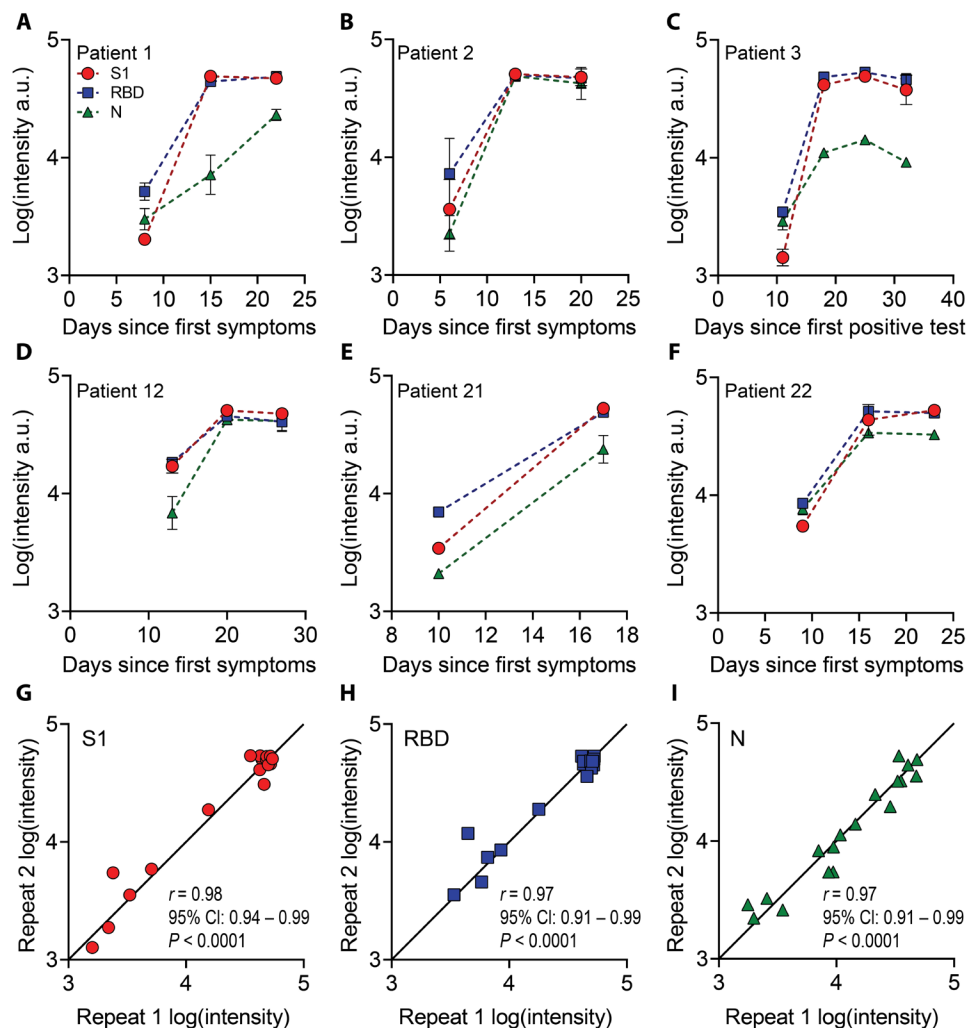 A
Patient 1
S1
RBD
N
Log(intensity a.u.)
5
4
3
0 5 10 15 20 25
Days since first symptoms
B
Patient 2
Log(intensity a.u.)
5
4
3
0 5 10 15 20 25
Days since first symptoms
C
Patient 3
Log(intensity a.u.)
5
4
3
0 10 20 30 40
Days since first positive test
D
Patient 12
Log(intensity a.u.)
5
4
3
0 10 20 30
Days since first symptoms
E
Patient 21
Log(intensity a.u.)
5
4
3
8 10 12 14 16 18
Days since first symptoms
F
Patient 22
Log(intensity a.u.)
5
4
3
0 5 10 15 20 25
Days since first symptoms
G
S1
Repeat 2 log(intensity)
5
4
3
r = 0.98
95% CI: 0.94 – 0.99
P < 0.0001
3 4 5
Repeat 1 log(intensity)
H
RBD
Repeat 2 log(intensity)
5
4
3
r = 0.97
95% CI: 0.91 – 0.99
P < 0.0001
3 4 5
Repeat 1 log(intensity)
I
N
Repeat 2 log(intensity)
5
4
3
r = 0.97
95% CI: 0.91 – 0.99
P < 0.0001
3 4 5
Repeat 1 log(intensity)